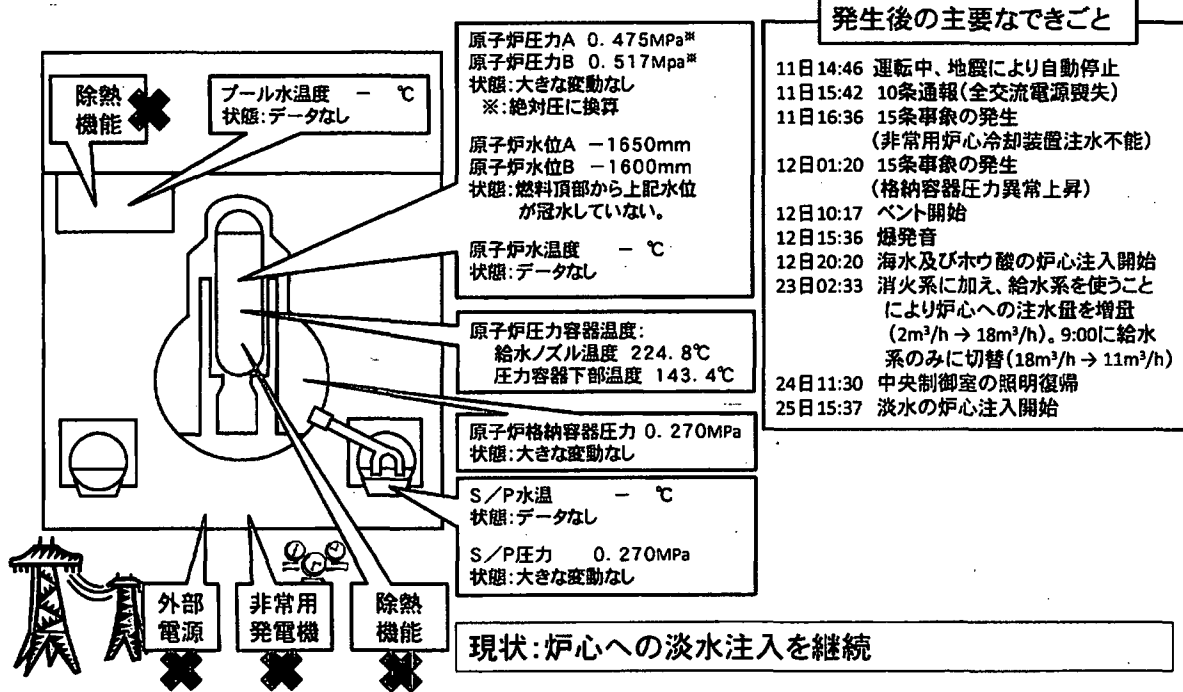 除熱
機能
プール水温度 － ℃
状態：データなし
原子炉圧力A 0．475MPa※
原子炉圧力B 0．517MPa※
状態：大きな変動なし
※：絶対圧に換算
原子炉水位A －1650mm
原子炉水位B －1600mm
状態：燃料頂部から上記水位
が冠水していない。
原子炉水温度 － ℃
状態：データなし
原子炉圧力容器温度：
給水ノズル温度 224．8℃
圧力容器下部温度 143．4℃
原子炉格納容器圧力 0．270MPa
状態：大きな変動なし
S／P水温 － ℃
状態：データなし
S／P圧力 0．270MPa
状態：大きな変動なし
外部
電源
非常用
発電機
除熱
機能
発生後の主要なできごと
11日14:46 運転中、地震により自動停止
11日15:42 10条通報(全交流電源喪失)
11日16:36 15条事象の発生
(非常用炉心冷却装置注水不能)
12日01:20 15条事象の発生
(格納容器圧力異常上昇)
12日10:17 ベント開始
12日15:36 爆発音
12日20:20 海水及びホウ酸の炉心注入開始
23日02:33 消火系に加え、給水系を使うこと
により炉心への注水量を増量
(2m³/h → 18m³/h)。9:00に給水
系のみに切替(18m³/h → 11m³/h)
24日11:30 中央制御室の照明復帰
25日15:37 淡水の炉心注入開始
現状：炉心への淡水注入を継続